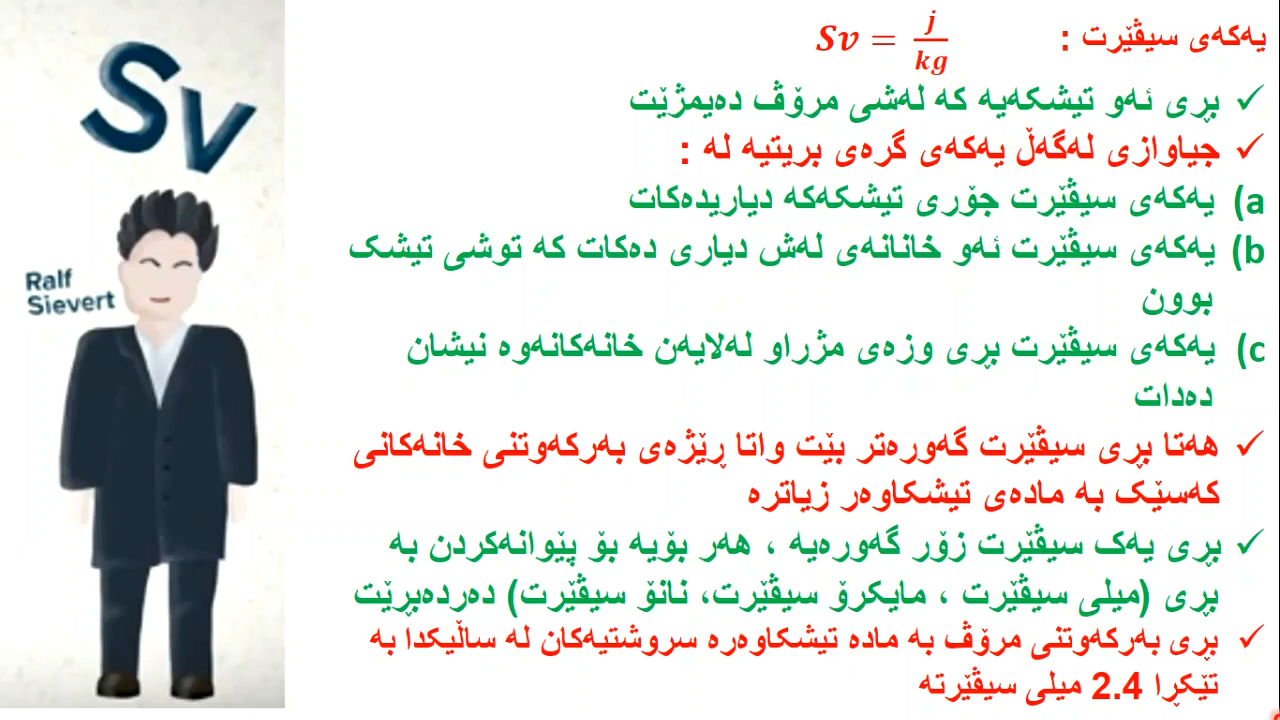 یەکەی سیڤێرت : Sv = j/kg
✓ بڕی ئەو تیشکەیە کە لەشی مرۆڤ دەیمژێت
✓ جیاوازی لەگەڵ یەکەی گرەی بریتیە لە :
a) یەکەی سیڤێرت جۆری تیشکەکە دیاریدەکات
b) یەکەی سیڤێرت ئەو خانانەی لەش دیاری دەکات کە توشی تیشک
بوون
c) یەکەی سیڤێرت بڕی وزەی مژراو لەلایەن خانەکانەوە نیشان
دەدات
✓ هەتا بڕی سیڤێرت گەورەتر بێت واتا ڕێژەی بەرکەوتنی خانەکانی
کەسێک بە مادەی تیشکاوەر زیاترە
✓ بڕی یەک سیڤێرت زۆر گەورەیە ، هەر بۆیە بۆ پێوانەکردن بە
بڕی (میلی سیڤێرت ، مایکرۆ سیڤێرت، نانۆ سیڤێرت) دەردەبڕێت
✓ بڕی بەرکەوتنی مرۆڤ بە مادە تیشکاوەرە سروشتیەکان لە ساڵیکدا بە
تێکڕا 2.4 میلی سیڤێرتە
Sv
Ralf
Sievert